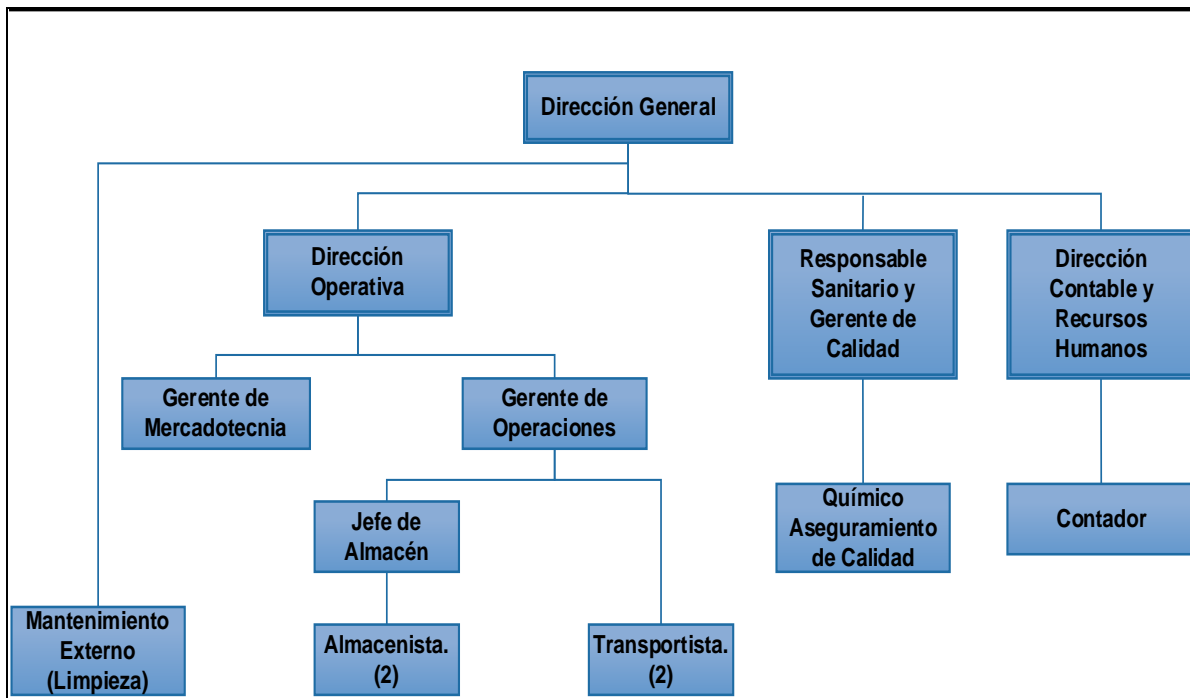 Dirección General
Dirección
Operativa
Responsable
Sanitario y
Gerente de
Calidad
Dirección
Contable y
Recursos
Humanos
Gerente de
Mercadotecnia
Gerente de
Operaciones
Jefe de
Almacén
Químico
Aseguramiento
de Calidad
Contador
Mantenimiento
Externo
(Limpieza)
Almacenista.
(2)
Transportista.
(2)